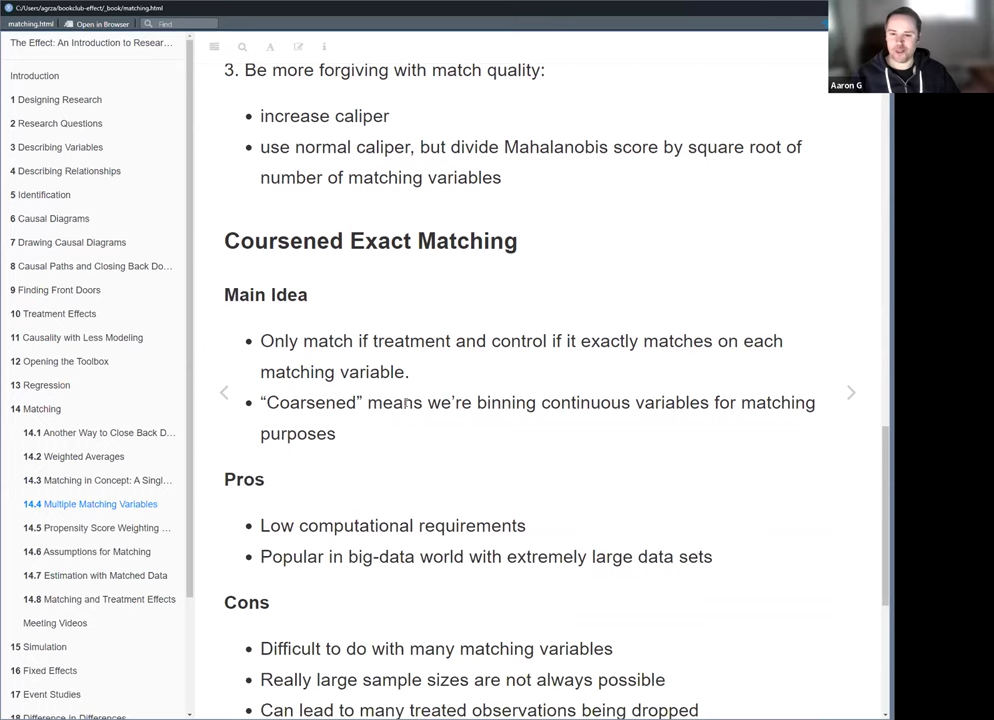 C:/Users/agrza/bookclub-effect/_book/matching.html
matching.html
Open in Browser
Find
The Effect: An Introduction to Resear…
Introduction
1 Designing Research
2 Research Questions
3 Describing Variables
4 Describing Relationships
5 Identification
6 Causal Diagrams
7 Drawing Causal Diagrams
8 Causal Paths and Closing Back Do…
9 Finding Front Doors
10 Treatment Effects
11 Causality with Less Modeling
12 Opening the Toolbox
13 Regression
14 Matching
14.1 Another Way to Close Back D…
14.2 Weighted Averages
14.3 Matching in Concept: A Singl…
14.4 Multiple Matching Variables
14.5 Propensity Score Weighting …
14.6 Assumptions for Matching
14.7 Estimation with Matched Data
14.8 Matching and Treatment Effects
Meeting Videos
15 Simulation
16 Fixed Effects
17 Event Studies
18 Difference in Differences
3. Be more forgiving with match quality:
• increase caliper
• use normal caliper, but divide Mahalanobis score by square root of
number of matching variables
Coursened Exact Matching
Main Idea
• Only match if treatment and control if it exactly matches on each
matching variable.
• “Coarsened” means we’re binning continuous variables for matching
purposes
Pros
• Low computational requirements
• Popular in big-data world with extremely large data sets
Cons
• Difficult to do with many matching variables
• Really large sample sizes are not always possible
• Can lead to many treated observations being dropped
Aaron G